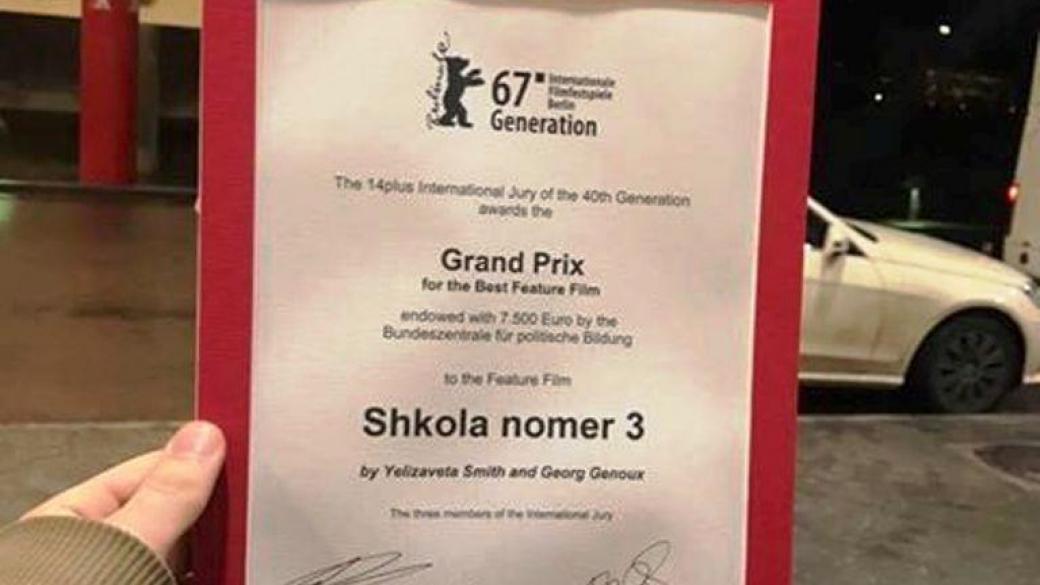 Berlinale
67
Internationale
Filmfestspiele
Berlin
Generation
The 14plus International Jury of the 40th Generation
awards the
Grand Prix
for the Best Feature Film
endowed with 7.500 Euro by the
Bundeszentrale für politische Bildung
to the Feature Film
Shkola nomer 3
by Yelizaveta Smith and Georg Genoux
The three members of the International Jury